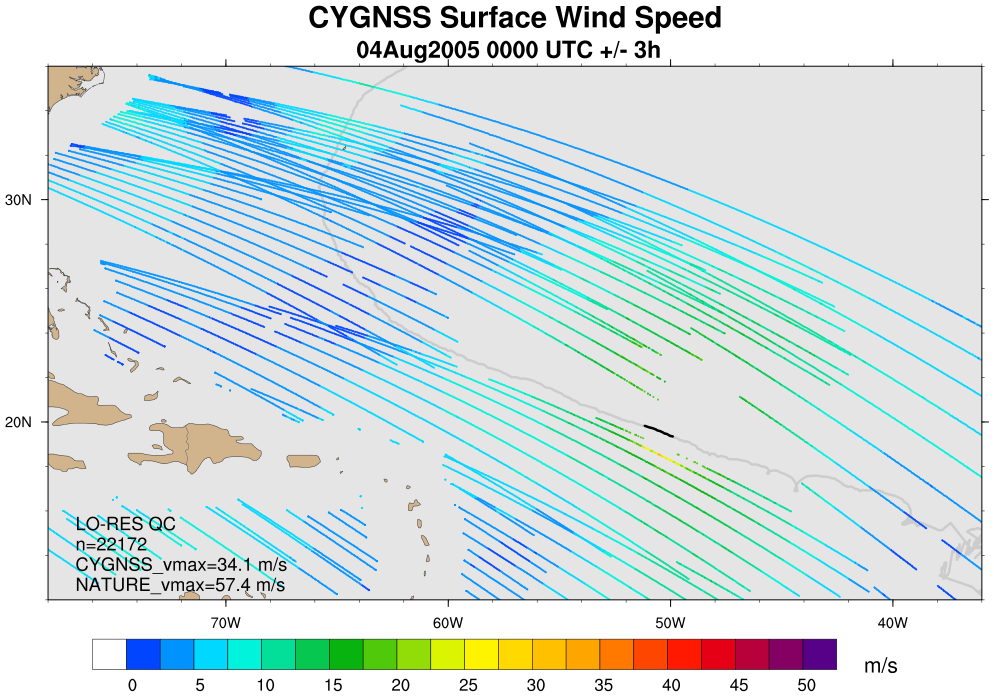 CYGNSS Surface Wind Speed
04Aug2005 0000 UTC +/- 3h
30N
20N
LO-RES QC
n=22172
CYGNSS_vmax=34.1 m/s
NATURE_vmax=57.4 m/s
70W 60W 50W 40W
0 5 10 15 20 25 30 35 40 45 50 m/s